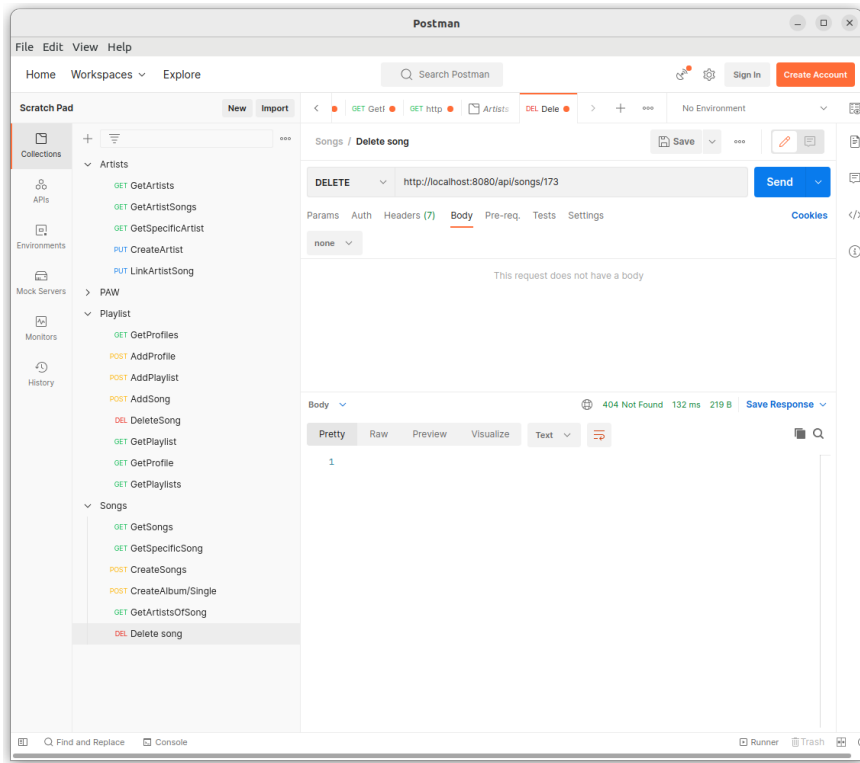 Postman
File Edit View Help
Home Workspaces Explore Search Postman Sign In Create Account
Scratch Pad New Import
GET GetF GET http Artists DEL Dele No Environment
Collections
APIs
Environments
Mock Servers
Monitors
History
Artists
GET GetArtists
GET GetArtistSongs
GET GetSpecificArtist
PUT CreateArtist
PUT LinkArtistSong
PAW
Playlist
GET GetProfiles
POST AddProfile
POST AddPlaylist
POST AddSong
DEL DeleteSong
GET GetPlaylist
GET GetProfile
GET GetPlaylists
Songs
GET GetSongs
GET GetSpecificSong
POST CreateSongs
POST CreateAlbum/Single
GET GetArtistsOfSong
DEL Delete song
Songs / Delete song Save
DELETE http://localhost:8080/api/songs/173 Send
Params Auth Headers (7) Body Pre-req. Tests Settings Cookies
none
This request does not have a body
Body 404 Not Found 132 ms 219 B Save Response
Pretty Raw Preview Visualize Text
1
Find and Replace Console Runner Trash